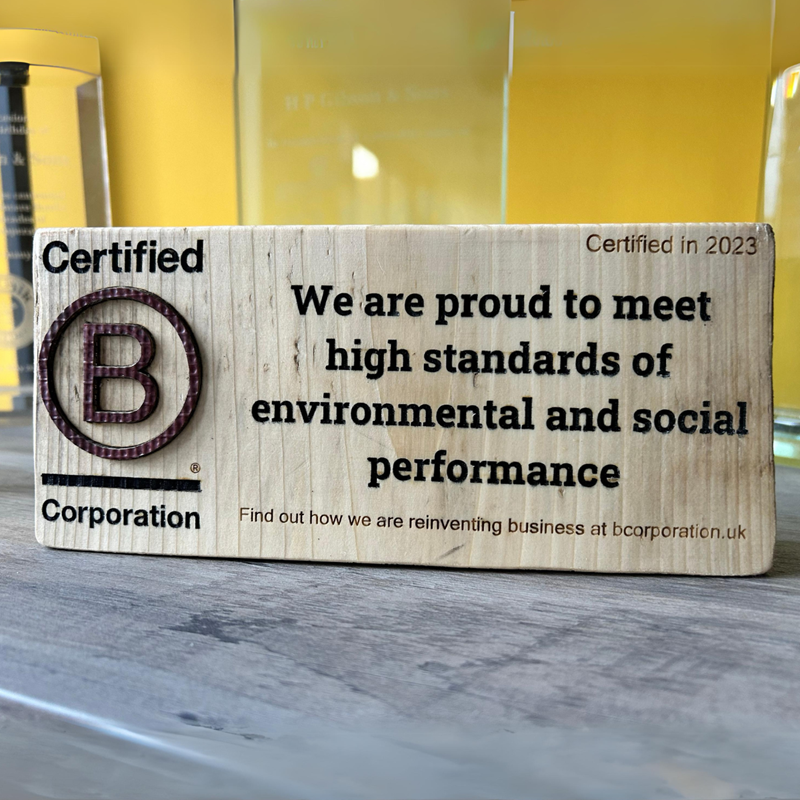 Certified
B
®
Corporation
Certified in 2023
We are proud to meet
high standards of
environmental and social
performance
Find out how we are reinventing business at bcorporation.uk